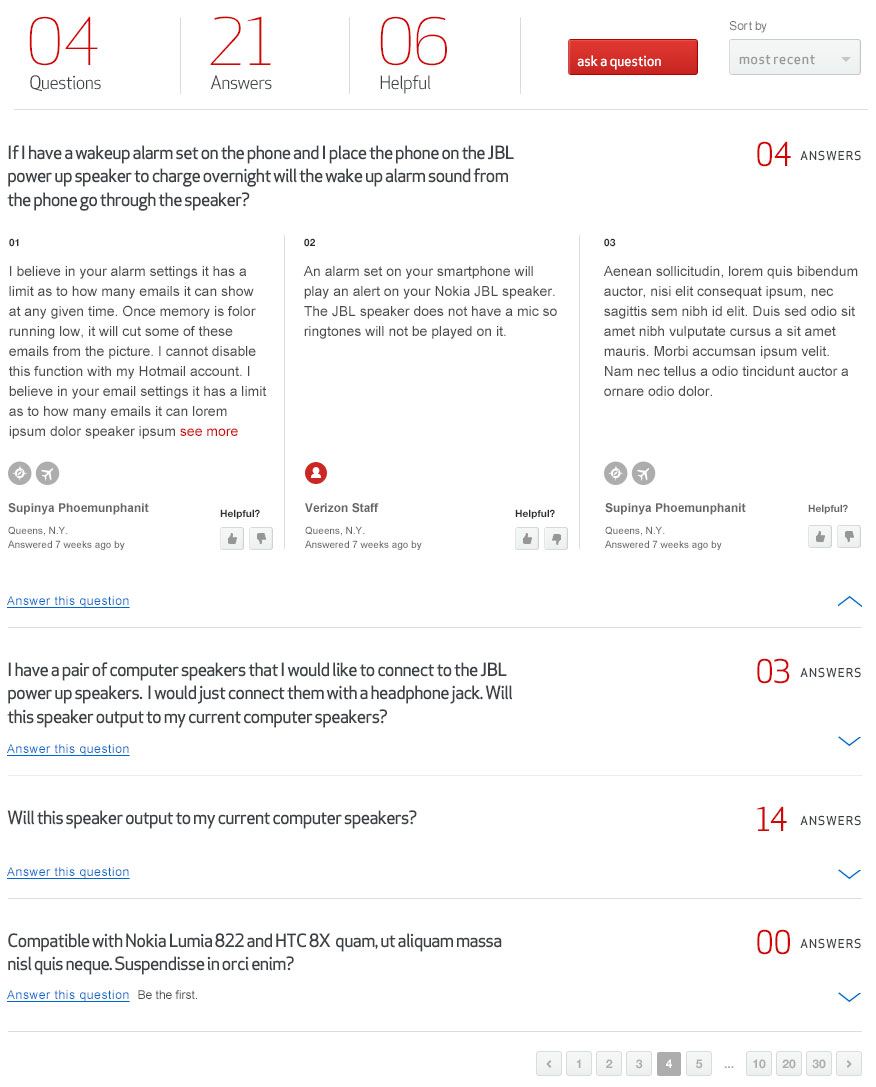 04
Questions
21
Answers
06
Helpful
ask a question
Sort by
most recent
If I have a wakeup alarm set on the phone and I place the phone on the JBL
power up speaker to charge overnight will the wake up alarm sound from
the phone go through the speaker?
04 ANSWERS
01
I believe in your alarm settings it has a
limit as to how many emails it can show
at any given time. Once memory is folor
running low, it will cut some of these
emails from the picture. I cannot disable
this function with my Hotmail account. I
believe in your email settings it has a limit
as to how many emails it can lorem
ipsum dolor speaker ipsum see more
Supinya Phoemunphanit
Queens, N.Y.
Answered 7 weeks ago by
Helpful?
02
An alarm set on your smartphone will
play an alert on your Nokia JBL speaker.
The JBL speaker does not have a mic so
ringtones will not be played on it.
Verizon Staff
Queens, N.Y.
Answered 7 weeks ago by
Helpful?
03
Aenean sollicitudin, lorem quis bibendum
auctor, nisi elit consequat ipsum, nec
sagittis sem nibh id elit. Duis sed odio sit
amet nibh vulputate cursus a sit amet
mauris. Morbi accumsan ipsum velit.
Nam nec tellus a odio tincidunt auctor a
ornare odio dolor.
Supinya Phoemunphanit
Queens, N.Y.
Answered 7 weeks ago by
Helpful?
Answer this question
I have a pair of computer speakers that I would like to connect to the JBL
power up speakers. I would just connect them with a headphone jack. Will
this speaker output to my current computer speakers?
03 ANSWERS
Answer this question
Will this speaker output to my current computer speakers?
14 ANSWERS
Answer this question
Compatible with Nokia Lumia 822 and HTC 8X quam, ut aliquam massa
nisl quis neque. Suspendisse in orci enim?
00 ANSWERS
Answer this question Be the first.
‹ 1 2 3 4 5 ... 10 20 30 ›